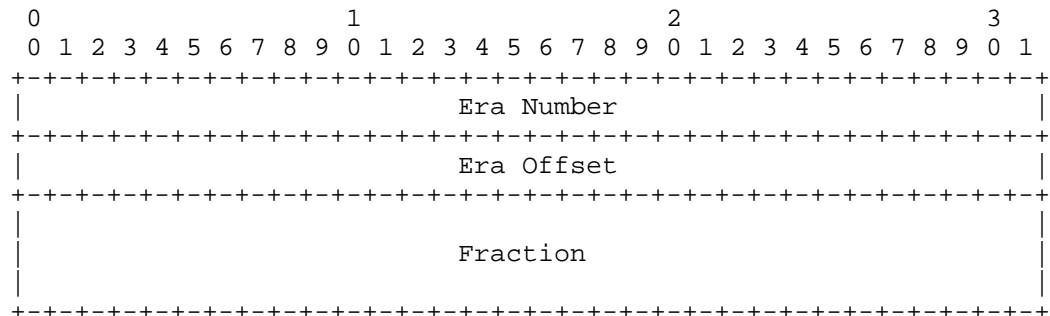 0                   1                   2                   3
 0 1 2 3 4 5 6 7 8 9 0 1 2 3 4 5 6 7 8 9 0 1 2 3 4 5 6 7 8 9 0 1
+-+-+-+-+-+-+-+-+-+-+-+-+-+-+-+-+-+-+-+-+-+-+-+-+-+-+-+-+-+-+-+-+
|                           Era Number                          |
+-+-+-+-+-+-+-+-+-+-+-+-+-+-+-+-+-+-+-+-+-+-+-+-+-+-+-+-+-+-+-+-+
|                           Era Offset                          |
+-+-+-+-+-+-+-+-+-+-+-+-+-+-+-+-+-+-+-+-+-+-+-+-+-+-+-+-+-+-+-+-+
|                                                               |
|                           Fraction                            |
|                                                               |
+-+-+-+-+-+-+-+-+-+-+-+-+-+-+-+-+-+-+-+-+-+-+-+-+-+-+-+-+-+-+-+-+